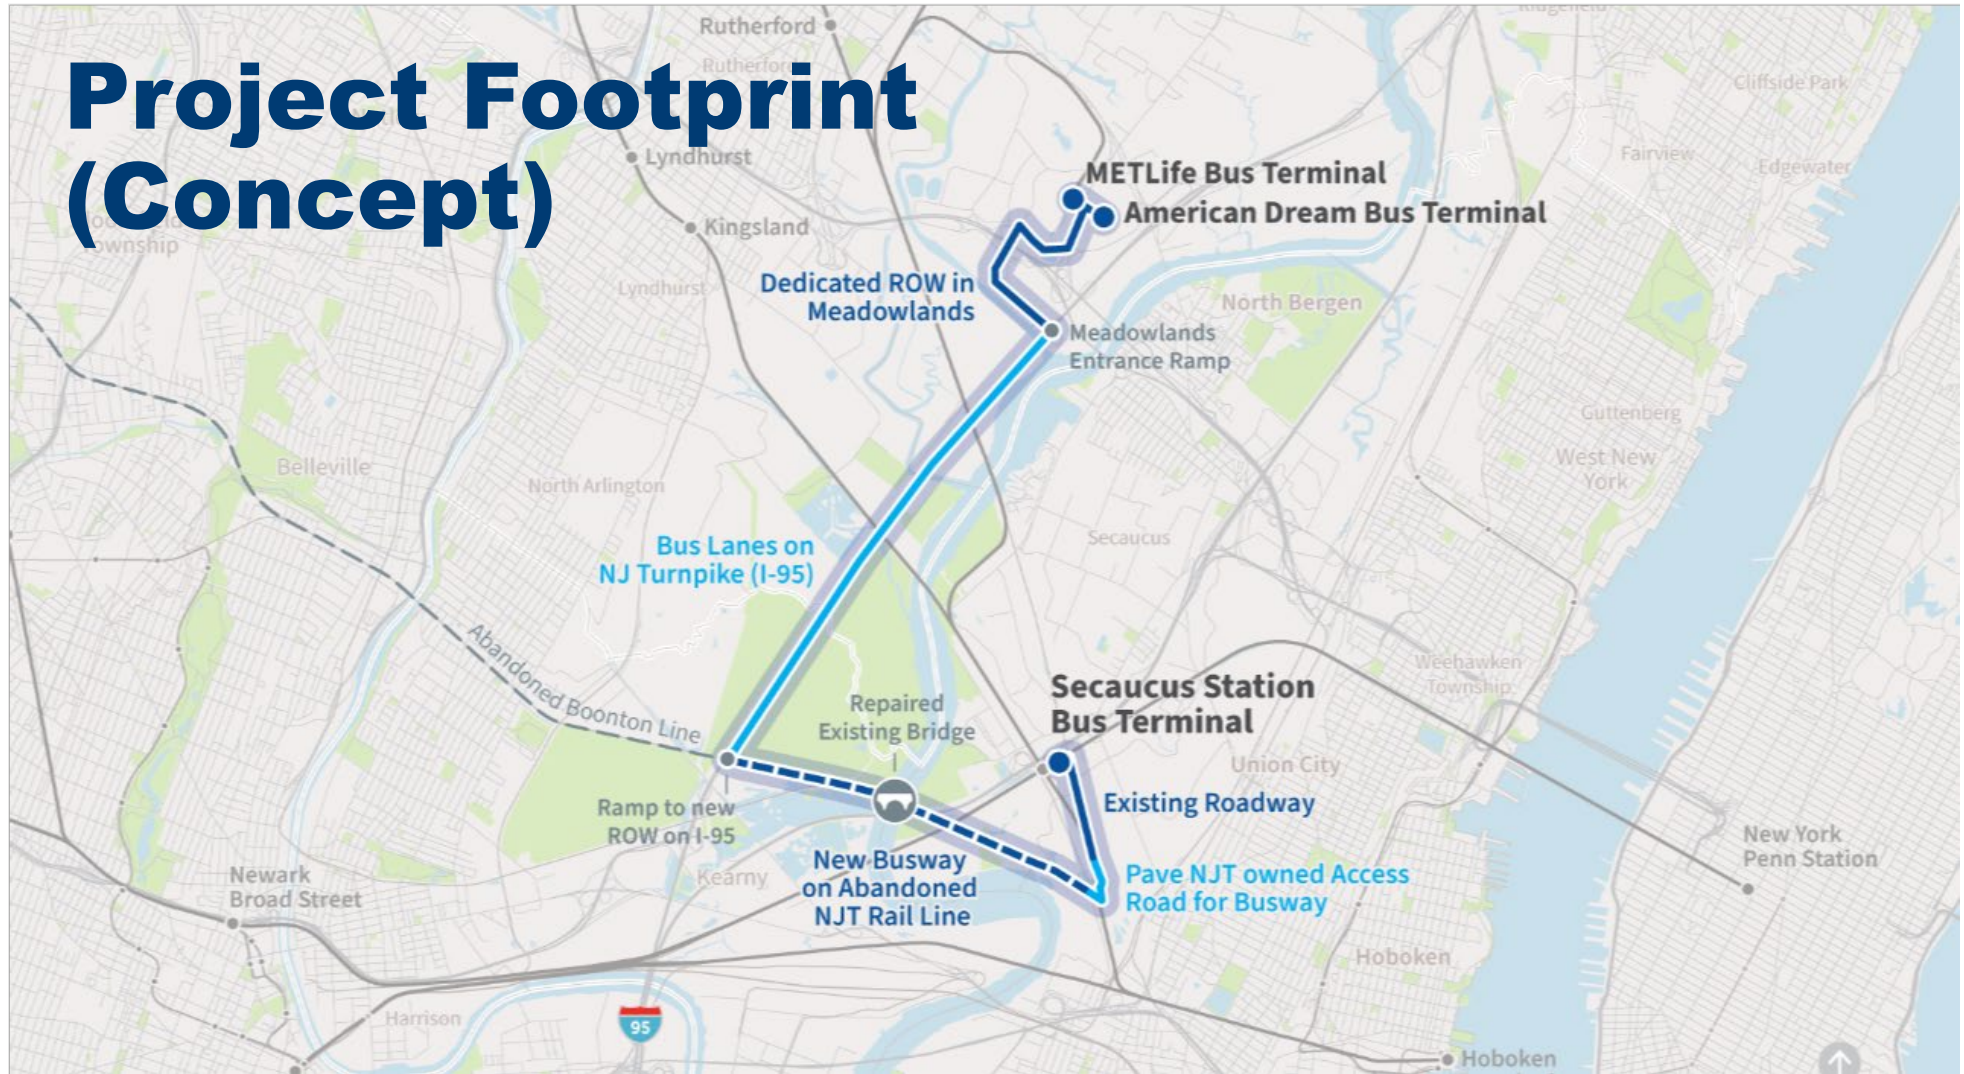 Project Footprint
(Concept)
Rutherford
Rutherford
Ridgefield
Cliffside Park
Lyndhurst
Fairview
Edgewater
METLife Bus Terminal
American Dream Bus Terminal
Kingsland
ownship
Lyndhurst
Dedicated ROW in
Meadowlands
North Bergen
Meadowlands
Entrance Ramp
Guttenberg
West New
York
Belleville
North Arlington
Secaucus
Bus Lanes on
NJ Turnpike (I-95)
Abandoned Boonton Line
Weehawken
Township
Secaucus Station
Bus Terminal
Repaired
Existing Bridge
Union City
Existing Roadway
Ramp to new
ROW on I-95
New York
Penn Station
New Busway
on Abandoned
NJT Rail Line
Kearny
Pave NJT owned Access
Road for Busway
Newark
Broad Street
Hoboken
Harrison
95
Hoboken